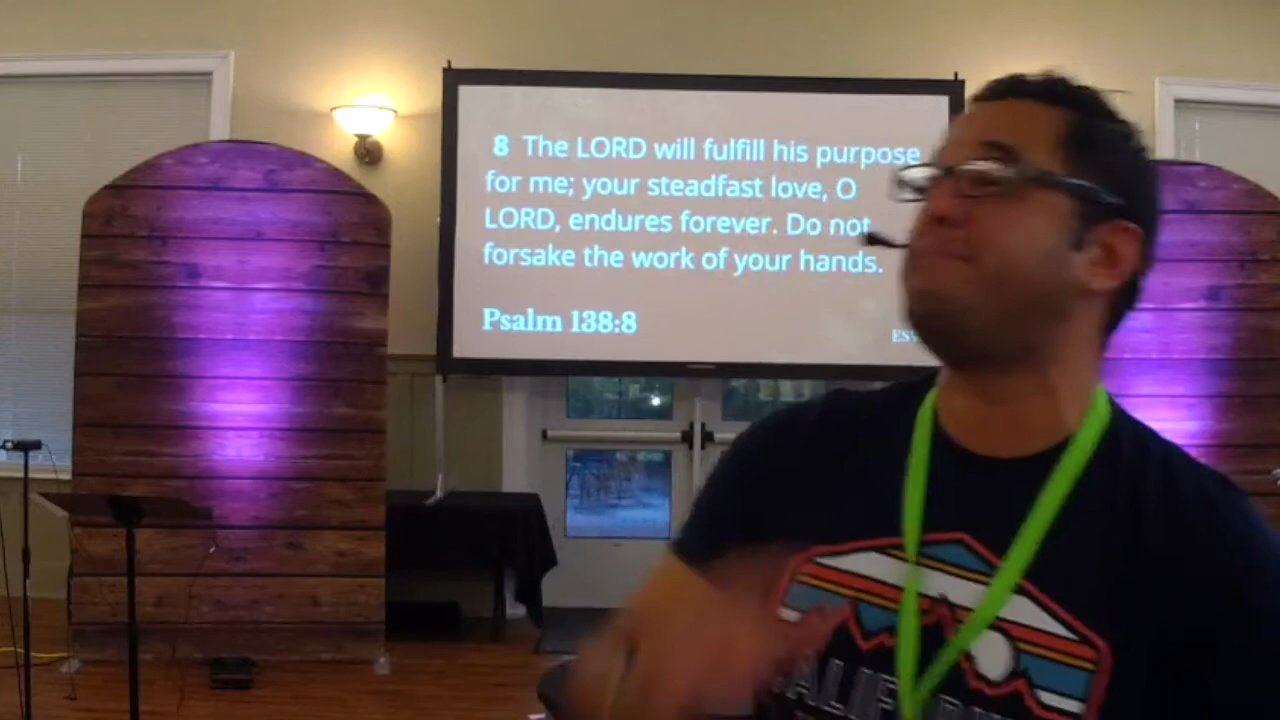 8 The LORD will fulfill his purpose
for me; your steadfast love, O
LORD, endures forever. Do not
forsake the work of your hands.
Psalm 138:8